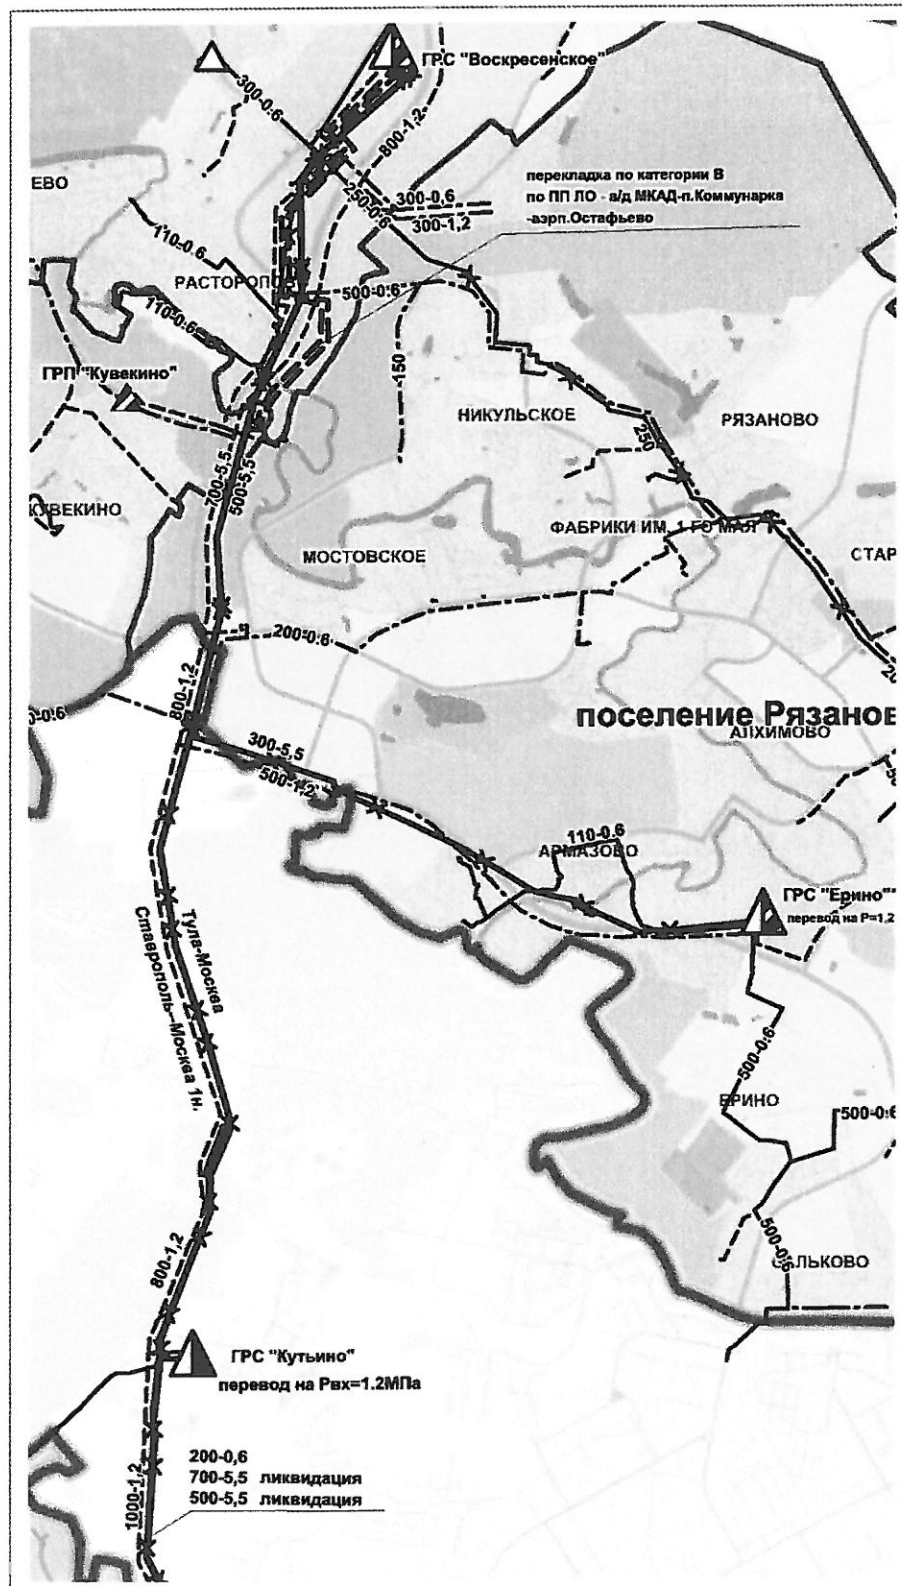 ГРС "Воскресенское"
300-0.6
800-1,2
перекладка по категории В
по ПП ЛО - а/д МКАД-п.Коммунарка
-аэрп.Остафьево
ЕВО
250-0.6
300-0,6
300-1,2
110-0.6
РАСТОРОПО
500-0.6
110-0.6
150
ГРП "Кувекино"
НИКУЛЬСКОЕ
РЯЗАНОВО
250
700-5,5
500-5,5
КУВЕКИНО
ФАБРИКИ ИМ. 1 ГО МАЯ
МОСТОВСКОЕ
СТАР
200-0.6
20
800-1,2
0-0.6
поселение Рязанов
АЛХИМОВО
300-5,5
500-1,2
110-0.6
АРМАЗОВО
ГРС "Ерино"
перевод на Р=1,2
Тула-Москва
Ставрополь-Москва 1н.
500-0.6
ЕРИНО
500-0.6
800-1,2
500-0.6
ЛЬКОВО
ГРС "Кутьино"
перевод на Рвх=1.2МПа
200-0,6
700-5,5 ликвидация
500-5,5 ликвидация
1000-1,2